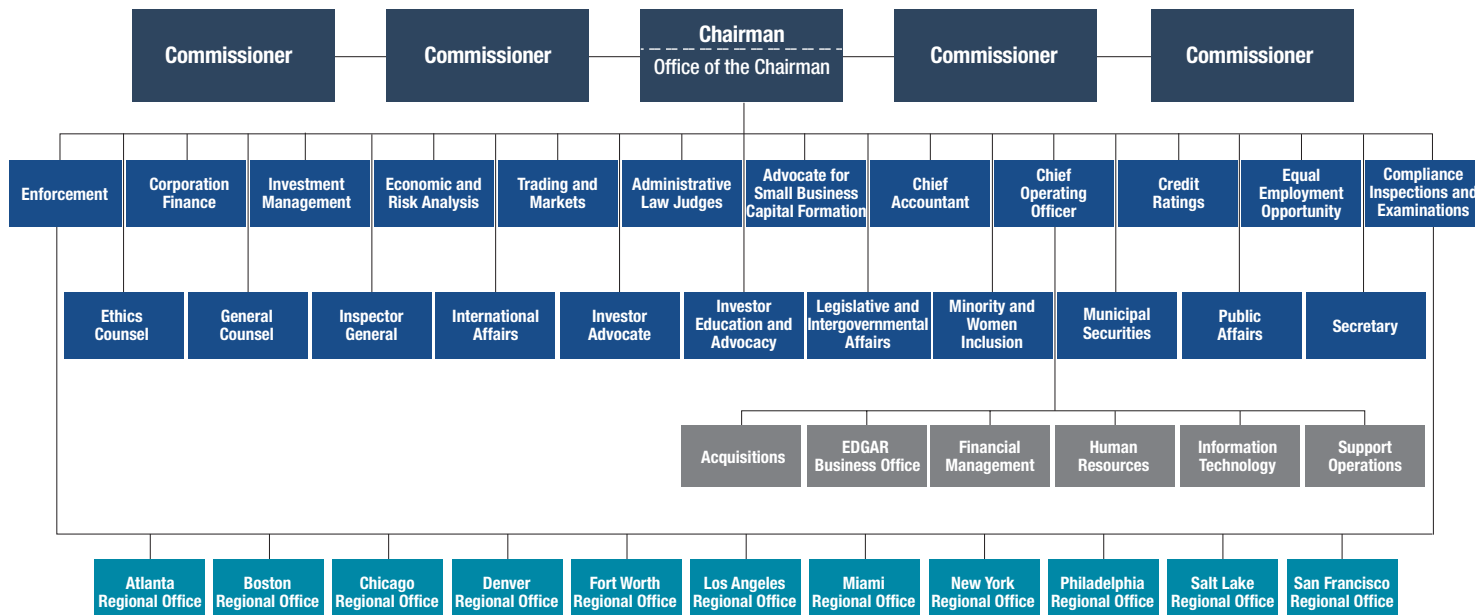 Commissioner
Commissioner
Chairman
Office of the Chairman
Commissioner
Commissioner
Enforcement
Corporation
Finance
Investment
Management
Economic and
Risk Analysis
Trading and
Markets
Administrative
Law Judges
Advocate for
Small Business
Capital Formation
Chief
Accountant
Chief
Operating
Officer
Credit
Ratings
Equal
Employment
Opportunity
Compliance
Inspections and
Examinations
Ethics
Counsel
General
Counsel
Inspector
General
International
Affairs
Investor
Advocate
Investor
Education and
Advocacy
Legislative and
Intergovernmental
Affairs
Minority and
Women
Inclusion
Municipal
Securities
Public
Affairs
Secretary
Acquisitions
EDGAR
Business Office
Financial
Management
Human
Resources
Information
Technology
Support
Operations
Atlanta
Regional Office
Boston
Regional Office
Chicago
Regional Office
Denver
Regional Office
Fort Worth
Regional Office
Los Angeles
Regional Office
Miami
Regional Office
New York
Regional Office
Philadelphia
Regional Office
Salt Lake
Regional Office
San Francisco
Regional Office